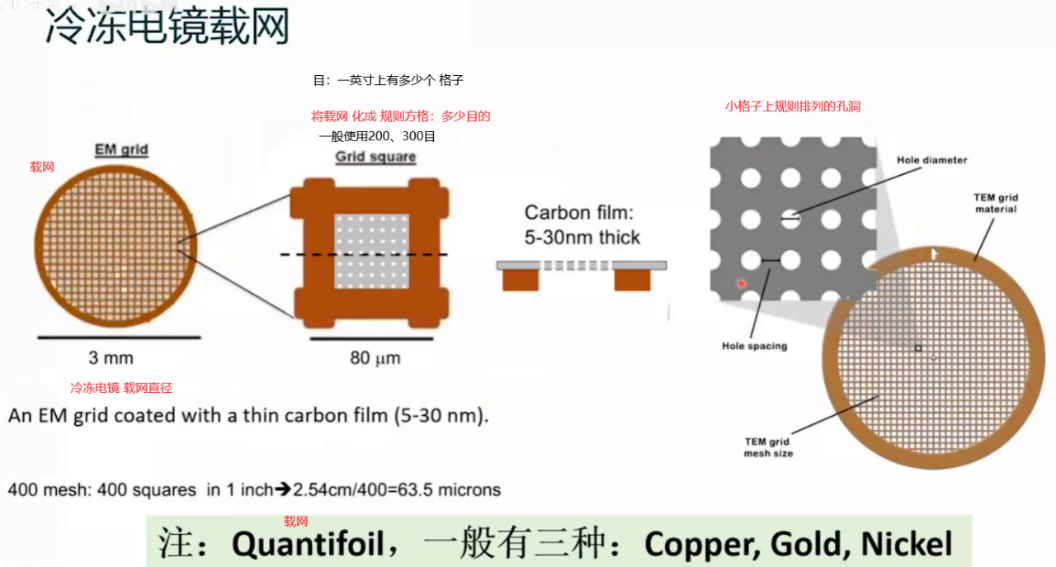 冷冻电镜载网
目：一英寸上有多少个 格子
将载网 化成 规则方格：多少目的
一般使用200、300目
小格子上规则排列的孔洞
载网
EM grid
Grid square
Hole diameter
TEM grid
material
Carbon film:
5-30nm thick
Hole spacing
3 mm
80 μm
冷冻电镜 载网直径
An EM grid coated with a thin carbon film (5-30 nm).
TEM grid
mesh size
400 mesh: 400 squares in 1 inch➔2.54cm/400=63.5 microns
载网
注：Quantifoil，一般有三种：Copper, Gold, Nickel